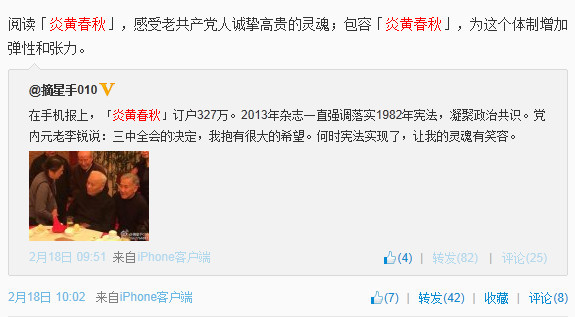 阅读「炎黄春秋」，感受老共产党人诚挚高贵的灵魂；包容「炎黄春秋」，为这个体制增加
弹性和张力。
@摘星手010
在手机报上，「炎黄春秋」订户327万。2013年杂志一直强调落实1982年宪法，凝聚政治共识。党
内元老李锐说：三中全会的决定，我抱有很大的希望。何时宪法实现了，让我的灵魂有笑容。
2月18日 09:51 来自iPhone客户端 (4) | 转发(82) | 评论(25)
2月18日 10:02 来自iPhone客户端 (7) | 转发(42) | 收藏 | 评论(8)